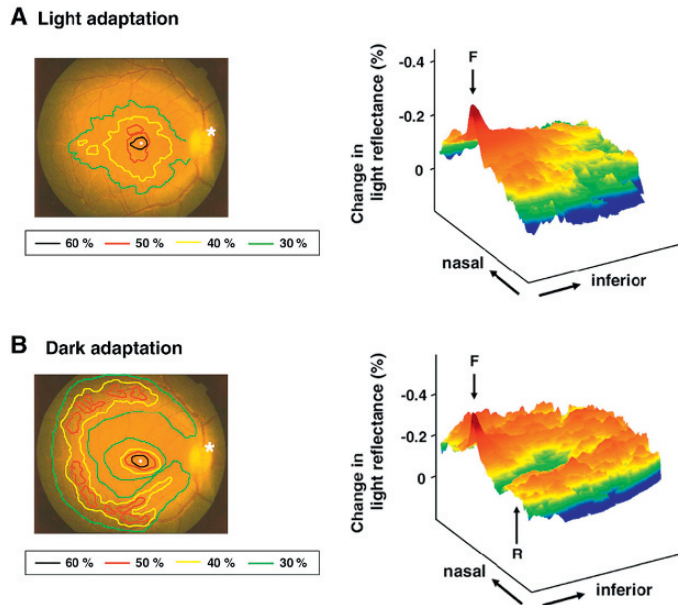 A Light adaptation
*
60 % 50 % 40 % 30 %
Change in
light reflectance (%)
-0.4
-0.2
0
F
nasal
inferior
B Dark adaptation
*
60 % 50 % 40 % 30 %
Change in
light reflectance (%)
-0.4
-0.2
0
F
R
nasal
inferior